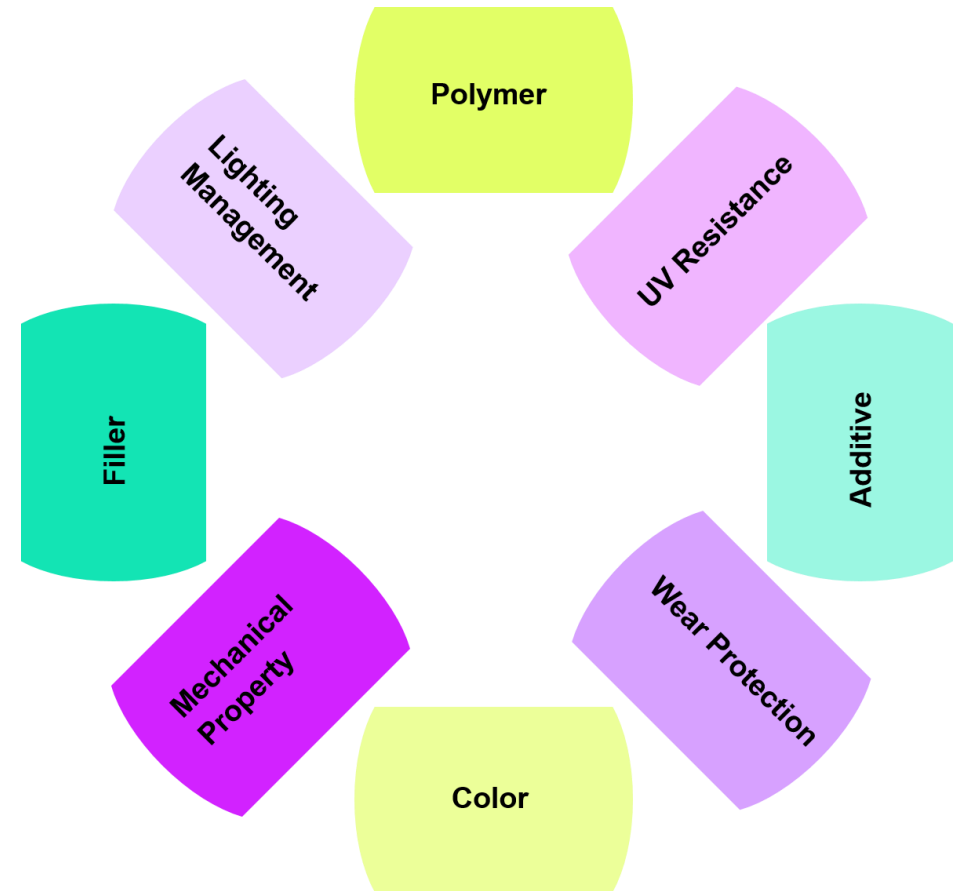 Polymer
Lighting
Management
UV Resistance
Filler
Additive
Mechanical
Property
Wear Protection
Color